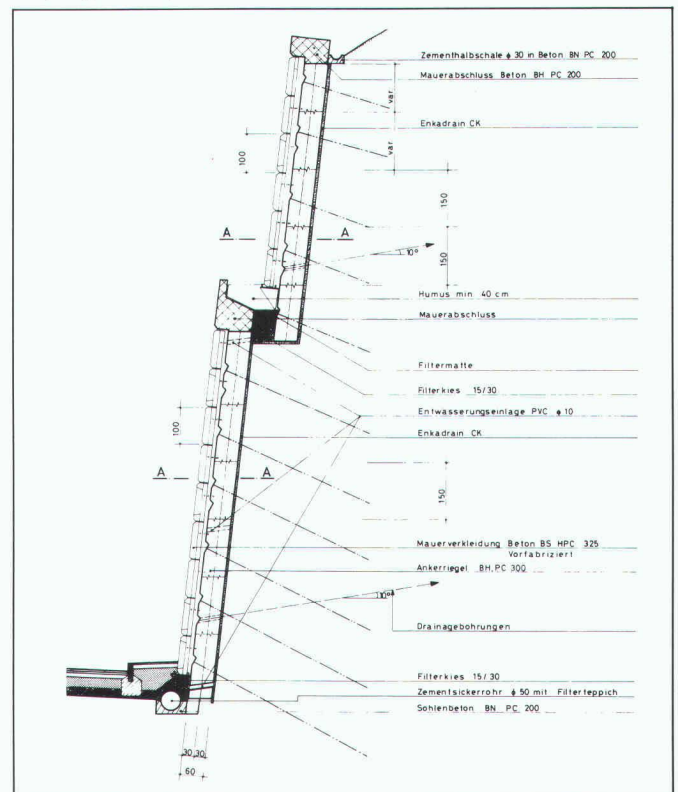 Zementhalbschale ϕ 30 in Beton BN PC 200
Mauerabschluss Beton BH PC 200
var.
Enkadrain CK
var.
100
150
A A
150
10°
Humus min. 40 cm
Mauerabschluss
Filtermatte
Filterkies 15/30
Entwasserungseinlage PVC ϕ 10
100
Enkadrain CK
A A
150
Mauerverkleidung Beton BS HPC 325
Vorfabriziert
Ankerriegel BH, PC 300
10°
Drainagebohrungen
Filterkies 15/30
Zementsickerrohr ϕ 50 mit Filterteppich
Sohlenbeton BN PC 200
30 30
60